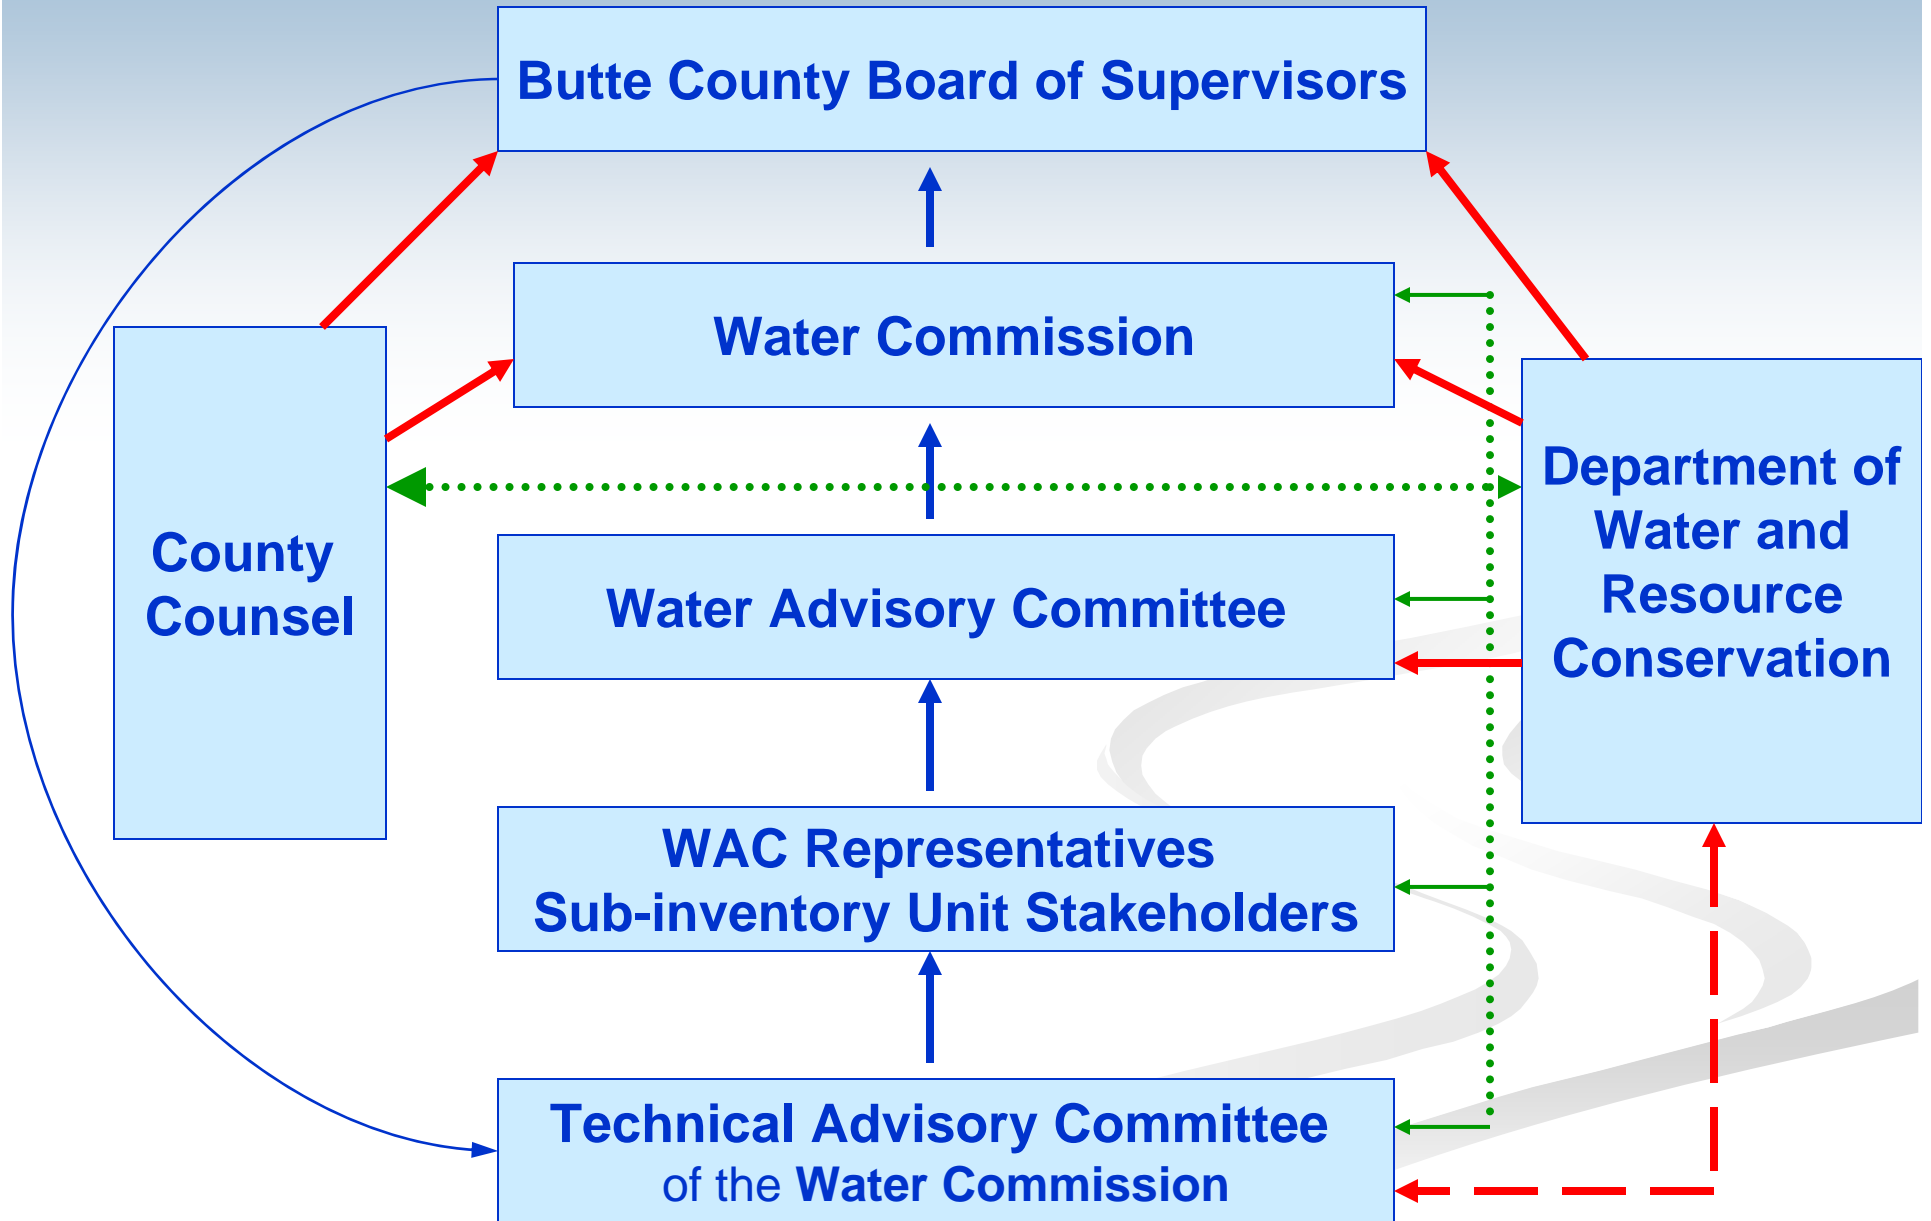 Butte County Board of Supervisors
Water Commission
County
Counsel
Department of
Water and
Resource
Conservation
Water Advisory Committee
WAC Representatives
Sub-inventory Unit Stakeholders
Technical Advisory Committee
of the Water Commission